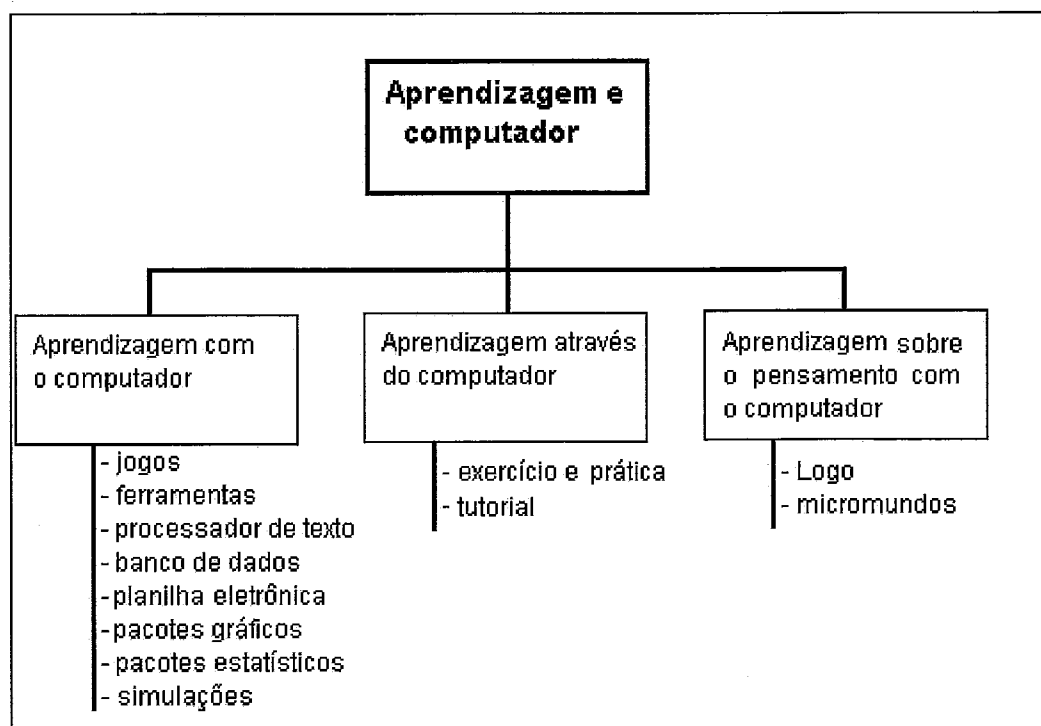 Aprendizagem e
computador
Aprendizagem com
o computador
- jogos
- ferramentas
- processador de texto
- banco de dados
- planilha eletrônica
- pacotes gráficos
- pacotes estatísticos
- simulações
Aprendizagem através
do computador
- exercício e prática
- tutorial
Aprendizagem sobre
o pensamento com
o computador
- Logo
- micromundos